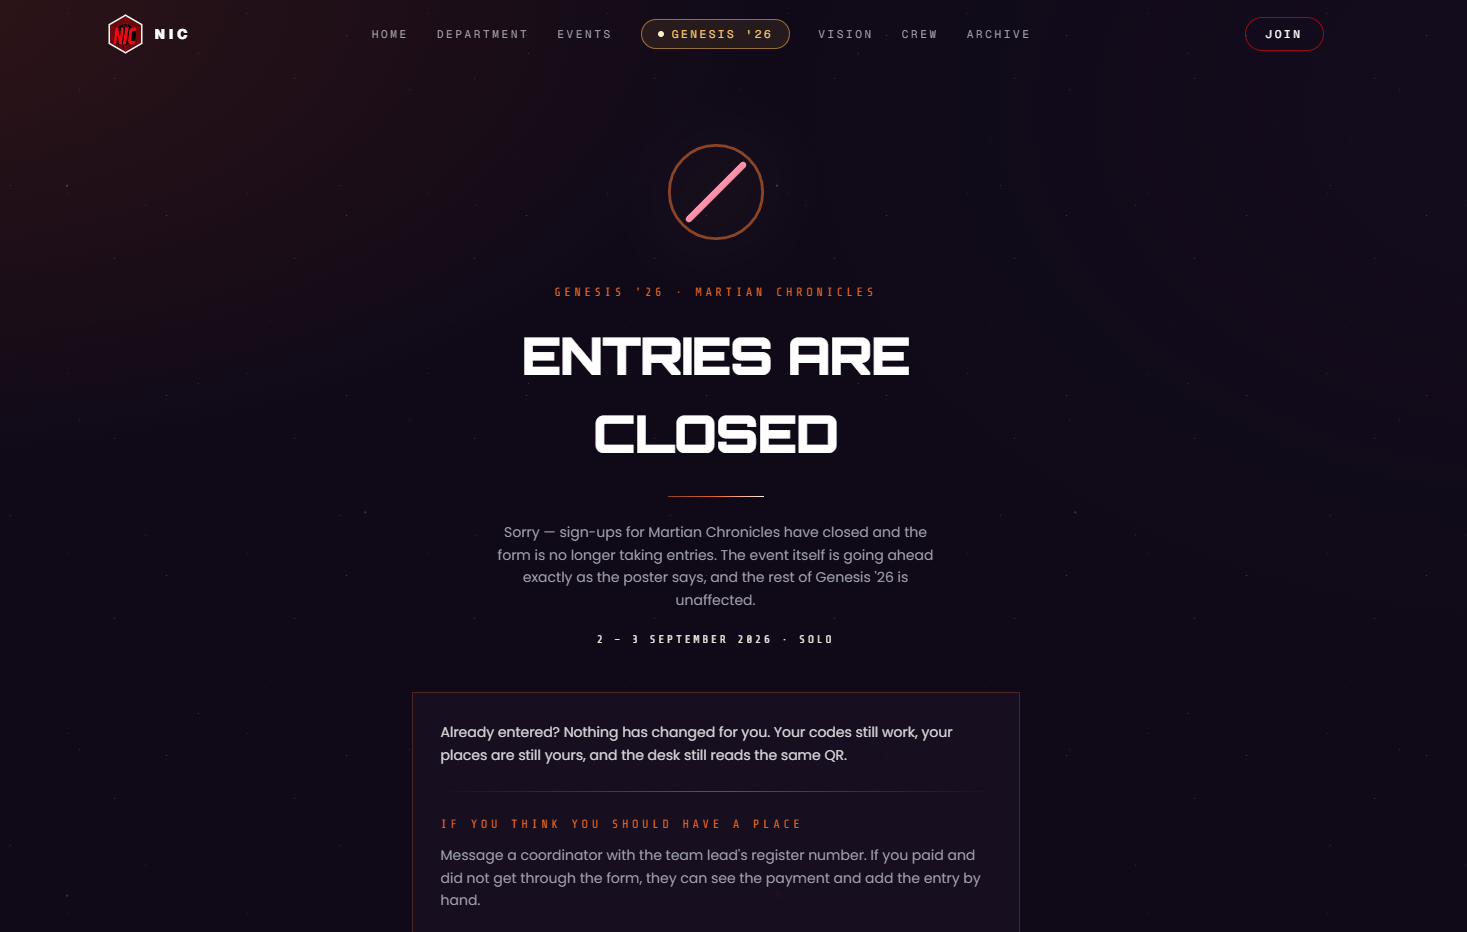 NIC NIC
HOME DEPARTMENT EVENTS GENESIS '26 VISION CREW ARCHIVE JOIN
GENESIS '26 · MARTIAN CHRONICLES
ENTRIES ARE
CLOSED
Sorry — sign-ups for Martian Chronicles have closed and the
form is no longer taking entries. The event itself is going ahead
exactly as the poster says, and the rest of Genesis '26 is
unaffected.
2 – 3 SEPTEMBER 2026 · SOLO
Already entered? Nothing has changed for you. Your codes still work, your
places are still yours, and the desk still reads the same QR.
IF YOU THINK YOU SHOULD HAVE A PLACE
Message a coordinator with the team lead's register number. If you paid and
did not get through the form, they can see the payment and add the entry by
hand.